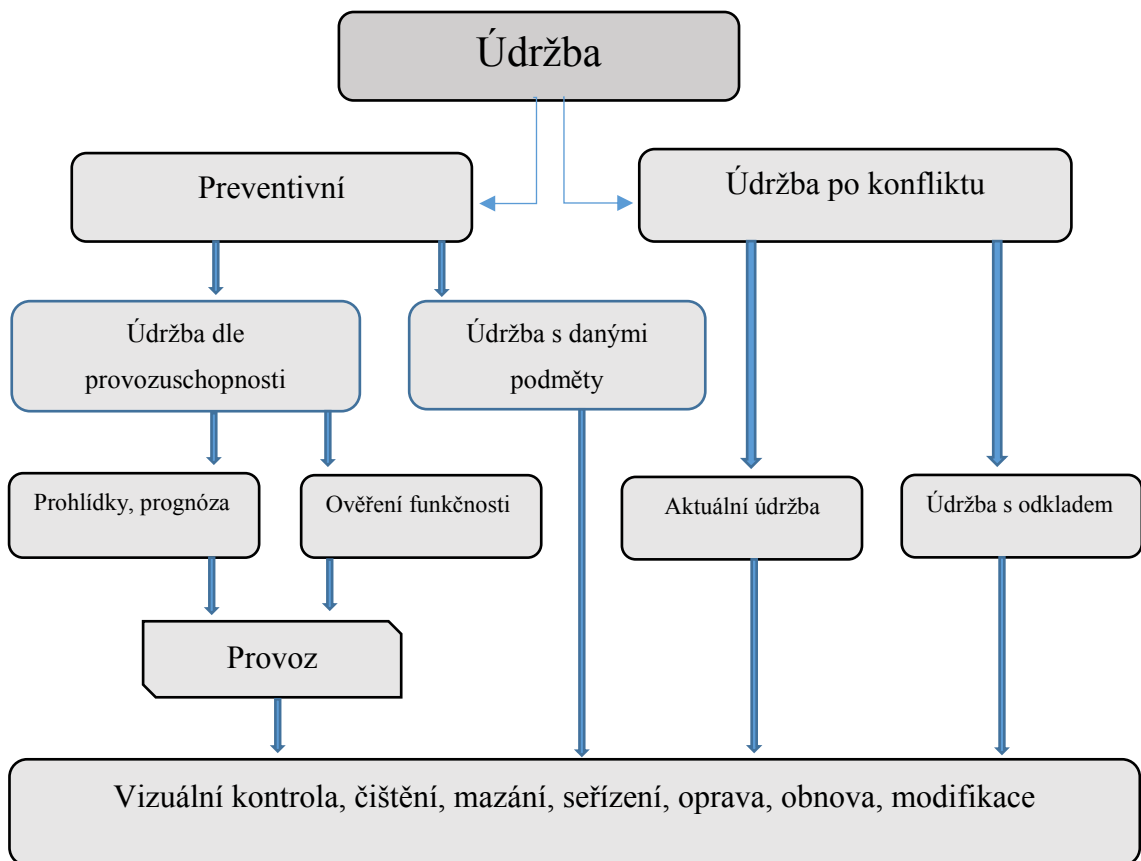 Údržba
Preventivní
Údržba po konfliktu
Údržba dle
provozuschopnosti
Údržba s danými
podměty
Prohlídky, prognóza
Ověření funkčnosti
Aktuální údržba
Údržba s odkladem
Provoz
Vizuální kontrola, čištění, mazání, seřízení, oprava, obnova, modifikace